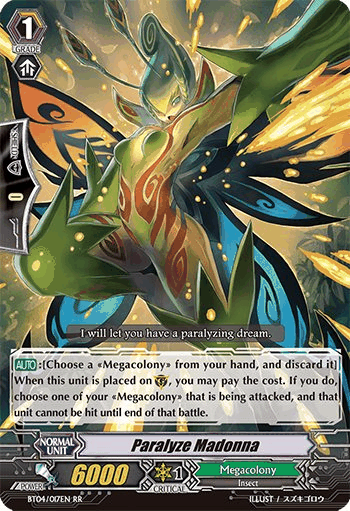 1
GRADE
0
SHIELD
I will let you have a paralyzing dream.
AUTO:[Choose a «Megacolony» from your hand, and discard it]
When this unit is placed on , you may pay the cost. If you do,
choose one of your «Megacolony» that is being attacked, and that
unit cannot be hit until end of that battle.
NORMAL
UNIT
Paralyze Madonna
POWER
6000
1
CRITICAL
Megacolony
Insect
BT04/017EN RR
ILLUST / スズキゴロウ